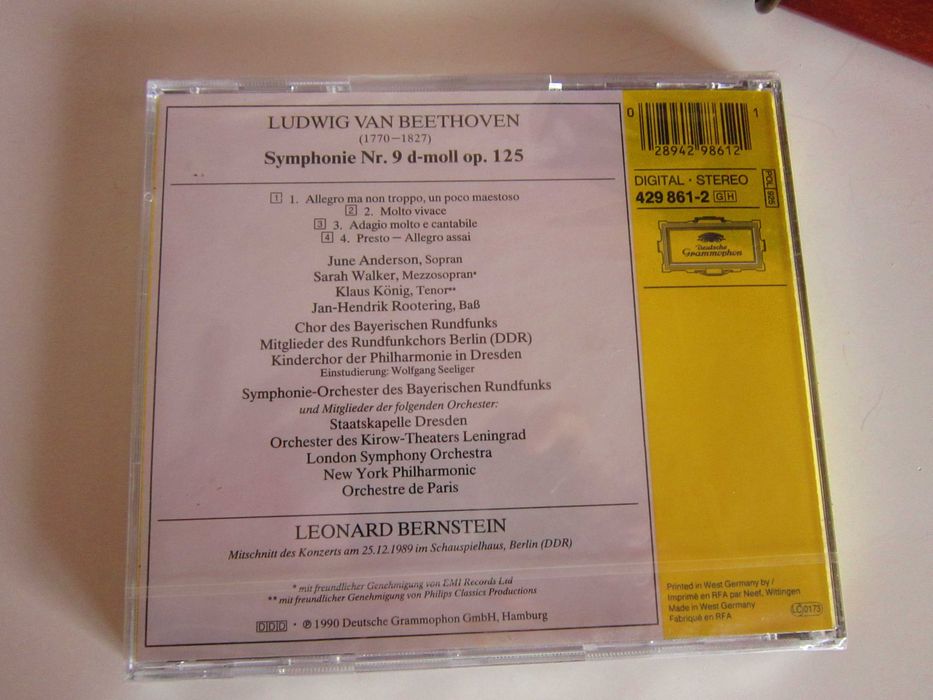 LUDWIG VAN BEETHOVEN
(1770–1827)
Symphonie Nr. 9 d-moll op. 125
1 1. Allegro ma non troppo, un poco maestoso
2 2. Molto vivace
3 3. Adagio molto e cantabile
4 4. Presto – Allegro assai
June Anderson, Sopran
Sarah Walker, Mezzosopran*
Klaus König, Tenor**
Jan-Hendrik Rootering, Baß
Chor des Bayerischen Rundfunks
Mitglieder des Rundfunkchors Berlin (DDR)
Kinderchor der Philharmonie in Dresden
Einstudierung: Wolfgang Seeliger
Symphonie-Orchester des Bayerischen Rundfunks
und Mitglieder der folgenden Orchester:
Staatskapelle Dresden
Orchester des Kirow-Theaters Leningrad
London Symphony Orchestra
New York Philharmonic
Orchestre de Paris
LEONARD BERNSTEIN
Mitschnitt des Konzerts am 25.12.1989 im Schauspielhaus, Berlin (DDR)
* mit freundlicher Genehmigung von EMI Records Ltd
** mit freundlicher Genehmigung von Philips Classics Productions
DDD · ℗ 1990 Deutsche Grammophon GmbH, Hamburg
0 28942 98612 1
DIGITAL · STEREO
429 861-2 GH
POL 925
Deutsche
Grammophon
Printed in West Germany by /
Imprimé en RFA par Neef, Wittingen
Made in West Germany
Fabriqué en RFA
LC 0173